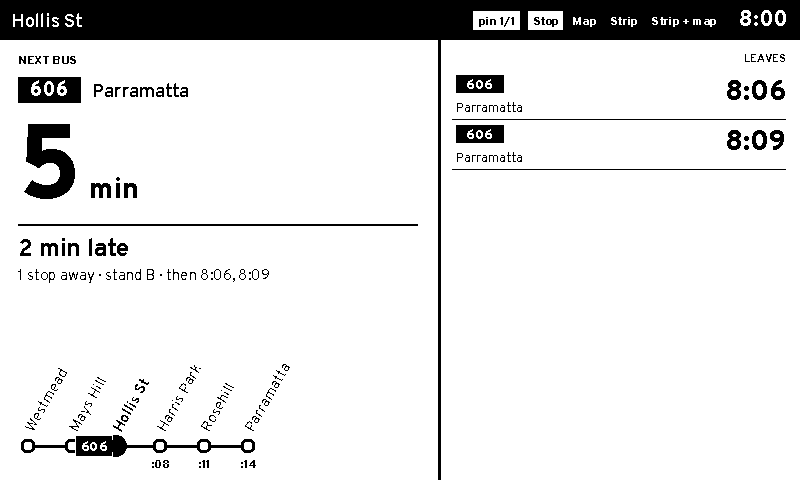 Hollis St
pin 1/1 Stop Map Strip Strip + map 8:00
NEXT BUS
606 Parramatta
5 min
2 min late
1 stop away · stand B · then 8:06, 8:09
Westmead
Mays Hill
Hollis St
Harris Park
Rosehill
Parramatta
606
:08 :11 :14
LEAVES
606 8:06
Parramatta
606 8:09
Parramatta